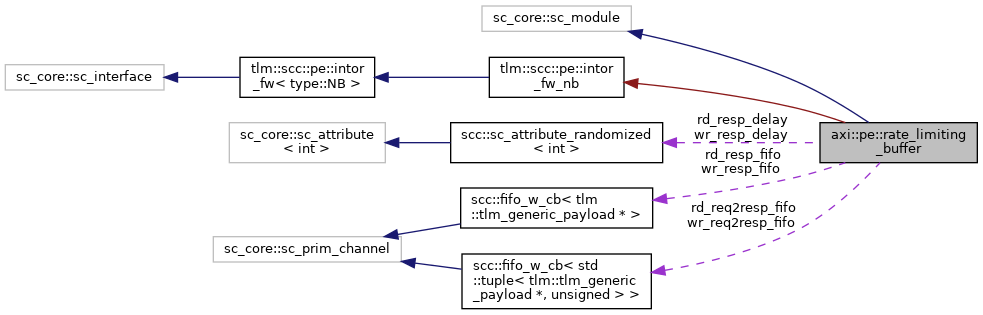 sc_core::sc_module
sc_core::sc_interface
tlm::scc::pe::intor
_fw< type::NB >
tlm::scc::pe::intor
_fw_nb
sc_core::sc_attribute
< int >
scc::sc_attribute_randomized
< int >
rd_resp_delay
wr_resp_delay
axi::pe::rate_limiting
_buffer
rd_resp_fifo
wr_resp_fifo
scc::fifo_w_cb< tlm
::tlm_generic_payload * >
rd_req2resp_fifo
wr_req2resp_fifo
sc_core::sc_prim_channel
scc::fifo_w_cb< std
::tuple< tlm::tlm_generic
_payload *, unsigned > >